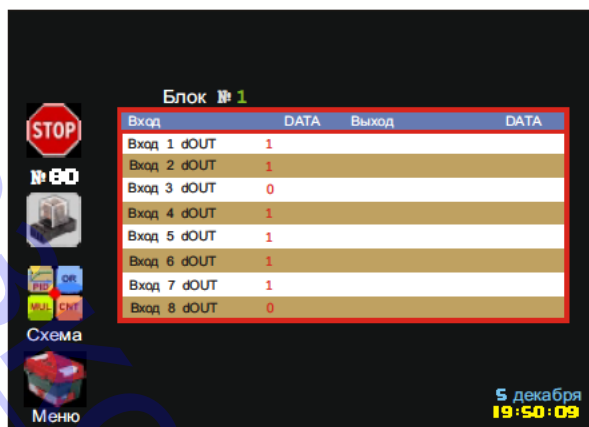 Блок № 1
STOP
Вход DATA Выход DATA
Вход 1 dOUT 1
Вход 2 dOUT 1
№ 80
Вход 3 dOUT 0
Вход 4 dOUT 1
Вход 5 dOUT 1
Вход 6 dOUT 1
PID OR
Вход 7 dOUT 1
MUL CNT
Вход 8 dOUT 0
Схема
Меню
5 декабря
19:50:09